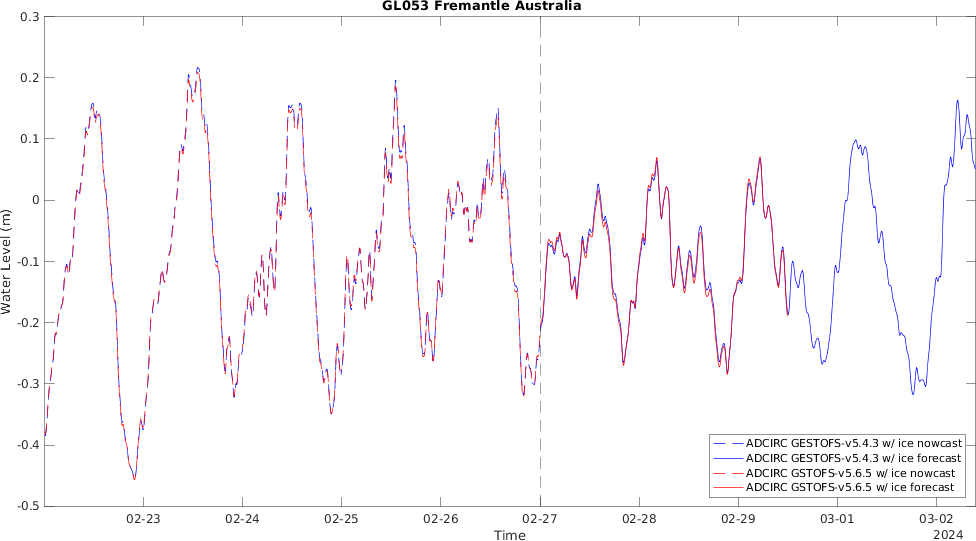 GL053 Fremantle Australia
0.3
0.2
0.1
0
-0.1
-0.2
-0.3
-0.4
-0.5
Water Level (m)
ADCIRC GESTOFS-v5.4.3 w/ ice nowcast
ADCIRC GESTOFS-v5.4.3 w/ ice forecast
ADCIRC GSTOFS-v5.6.5 w/ ice nowcast
ADCIRC GSTOFS-v5.6.5 w/ ice forecast
02-23 02-24 02-25 02-26 02-27 02-28 02-29 03-01 03-02
Time
2024